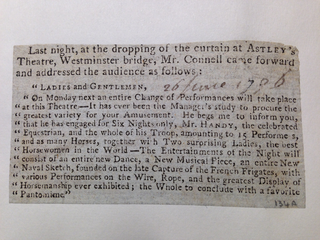 Last night, at the dropping of the curtain at ASTLEY's
Theatre, Westminster bridge, Mr. Connell came forward
and addressed the audience as follows:
"LADIES and GENTLEMEN,
"On Monday next an entire Change of Performances will take place
at this Theatre—It has ever been the Manager's study to procure the
greatest variety for your Amusement. He begs me to inform you,
that he has engaged for Six Nights only, Mr. HANDY, the celebrated
Equestrian, and the whole of his Troop, amounting to 15 Performers,
and as many Horses, together with Two surprising Ladies, the best
Horsewomen in the World—The Entertainments of the Night will
consist of an entire new Dance, a New Musical Piece, an entire New
Naval Sketch, founded on the late Capture of the French Frigates, with
various Performances on the Wire, Rope, and the greatest Display of
Horsemanship ever exhibited; the Whole to conclude with a favorite
Pantomime"
134A